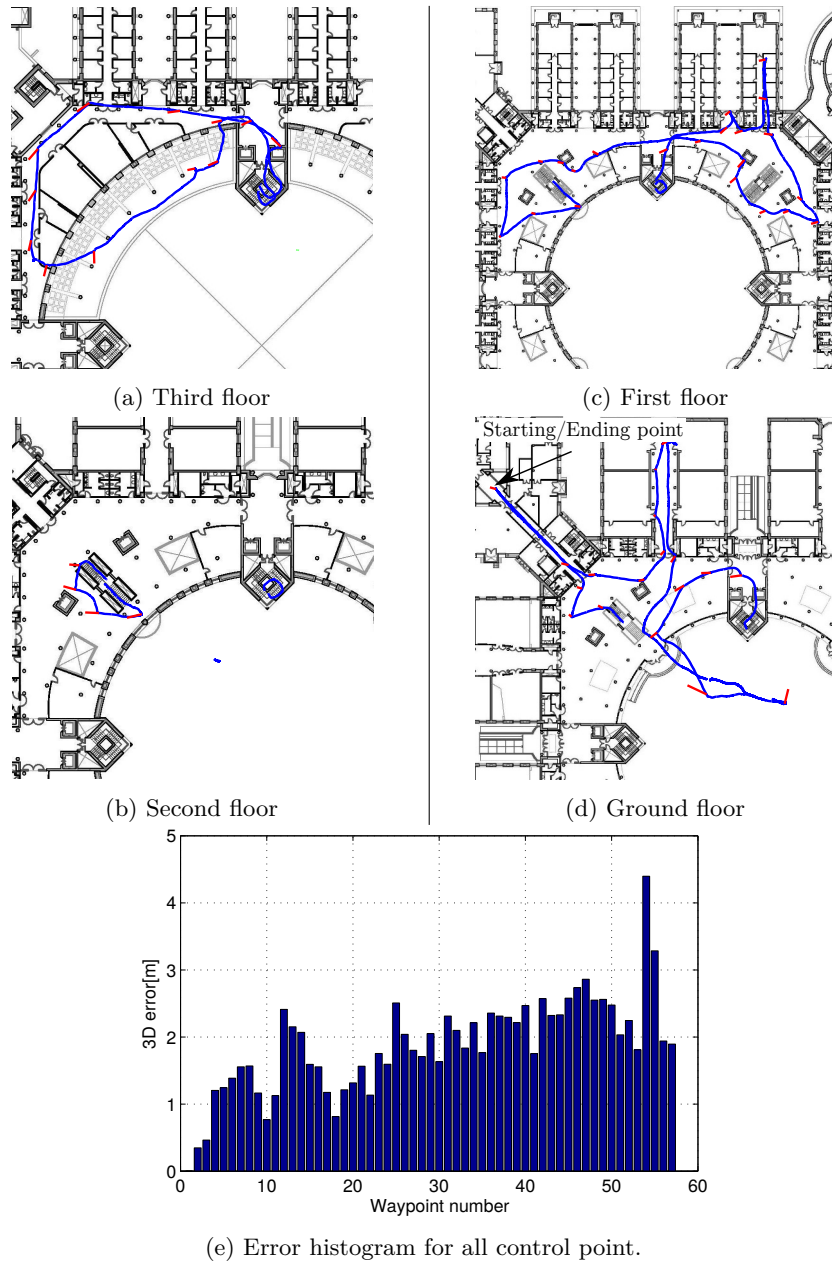 (a) Third floor
(c) First floor
Starting/Ending point
(b) Second floor
(d) Ground floor
5
4
3
2
1
0
3D error[m]
0 10 20 30 40 50 60
Waypoint number
(e) Error histogram for all control point.